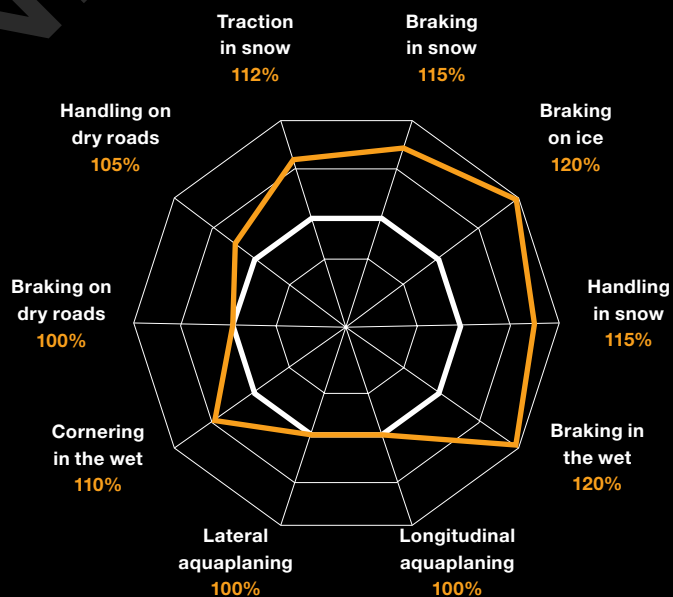 Traction
in snow
112%
Braking
in snow
115%
Braking
on ice
120%
Handling
in snow
115%
Braking in
the wet
120%
Longitudinal
aquaplaning
100%
Lateral
aquaplaning
100%
Cornering
in the wet
110%
Braking on
dry roads
100%
Handling on
dry roads
105%